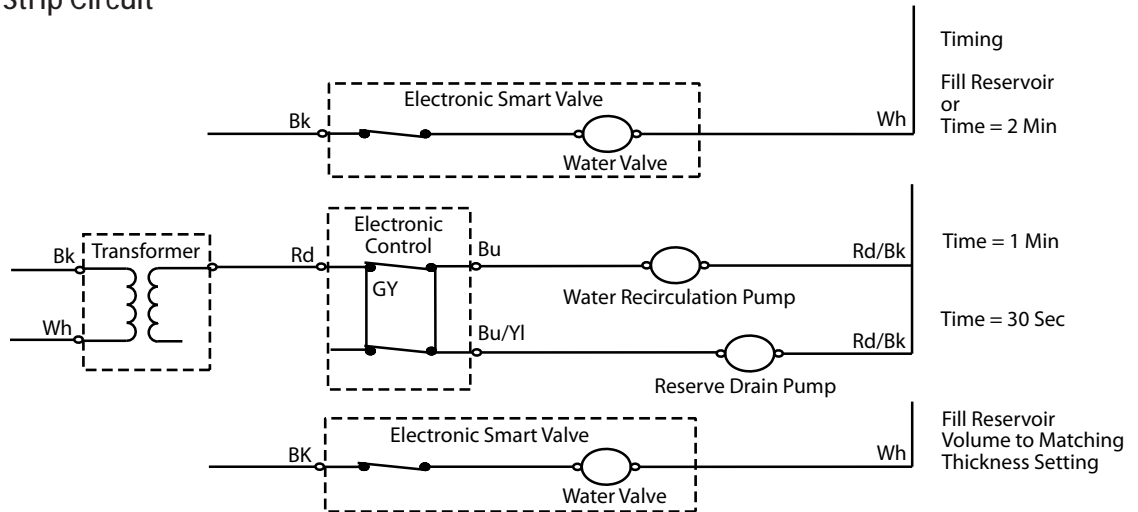 Strip Circuit
Timing
Fill Reservoir
or
Time = 2 Min
Electronic Smart Valve
Bk
Wh
Water Valve
Electronic
Control
Bk
Transformer
Rd
Bu
Rd/Bk
Time = 1 Min
GY
Water Recirculation Pump
Wh
Bu/Yl
Rd/Bk
Time = 30 Sec
Reserve Drain Pump
Electronic Smart Valve
BK
Wh
Water Valve
Fill Reservoir
Volume to Matching
Thickness Setting